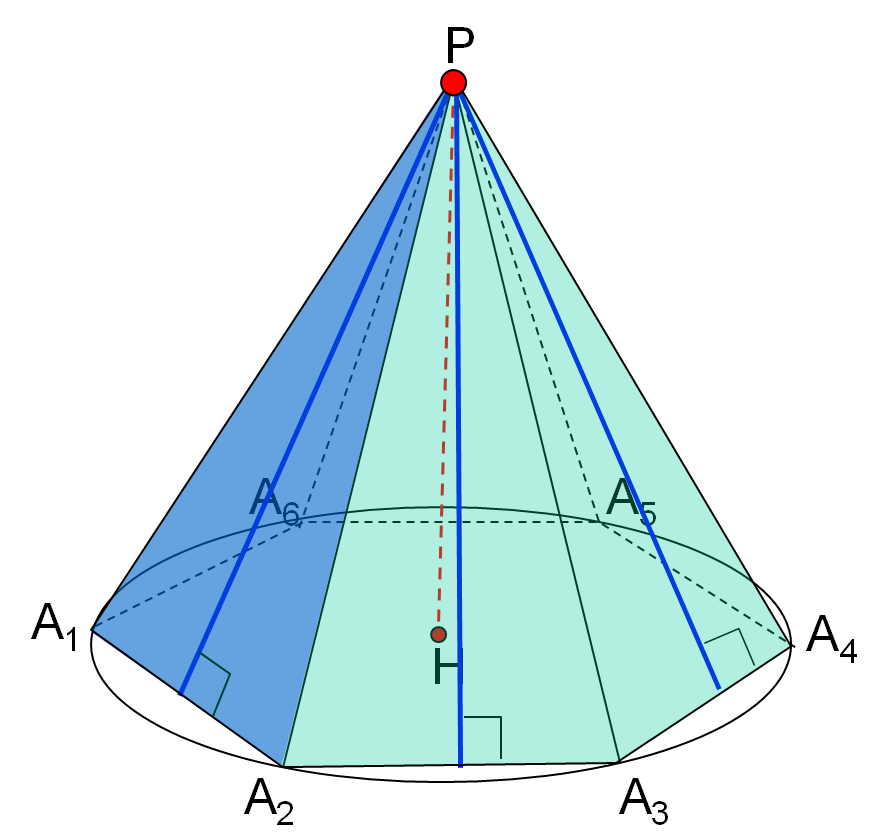 P
A₆ A₅
A₁ H A₄
A₂ A₃